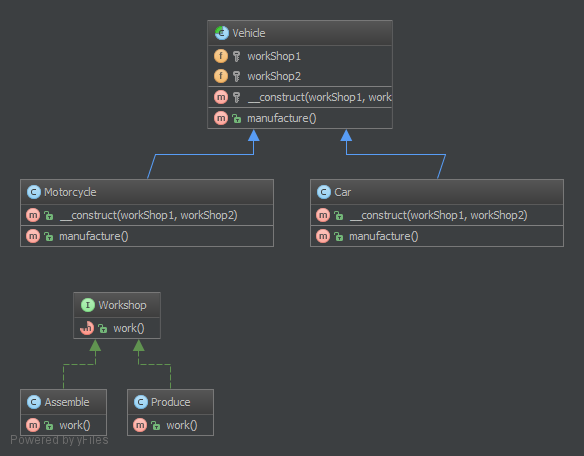 Vehicle
f workShop1
f workShop2
m __construct(workShop1, work
m manufacture()
C Motorcycle
m __construct(workShop1, workShop2)
m manufacture()
C Car
m __construct(workShop1, workShop2)
m manufacture()
I Workshop
m work()
C Assemble
m work()
C Produce
m work()
Powered by yFiles